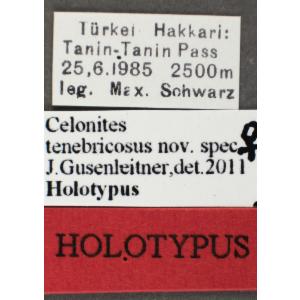 Türkei Hakkari:
Tanin-Tanin Pass
25,6.1985 2500m
leg. Max. Schwarz
Celonites
tenebricosus nov. spec ♀
J.Gusenleitner,det.2011
Holotypus
HOLOTYPUS